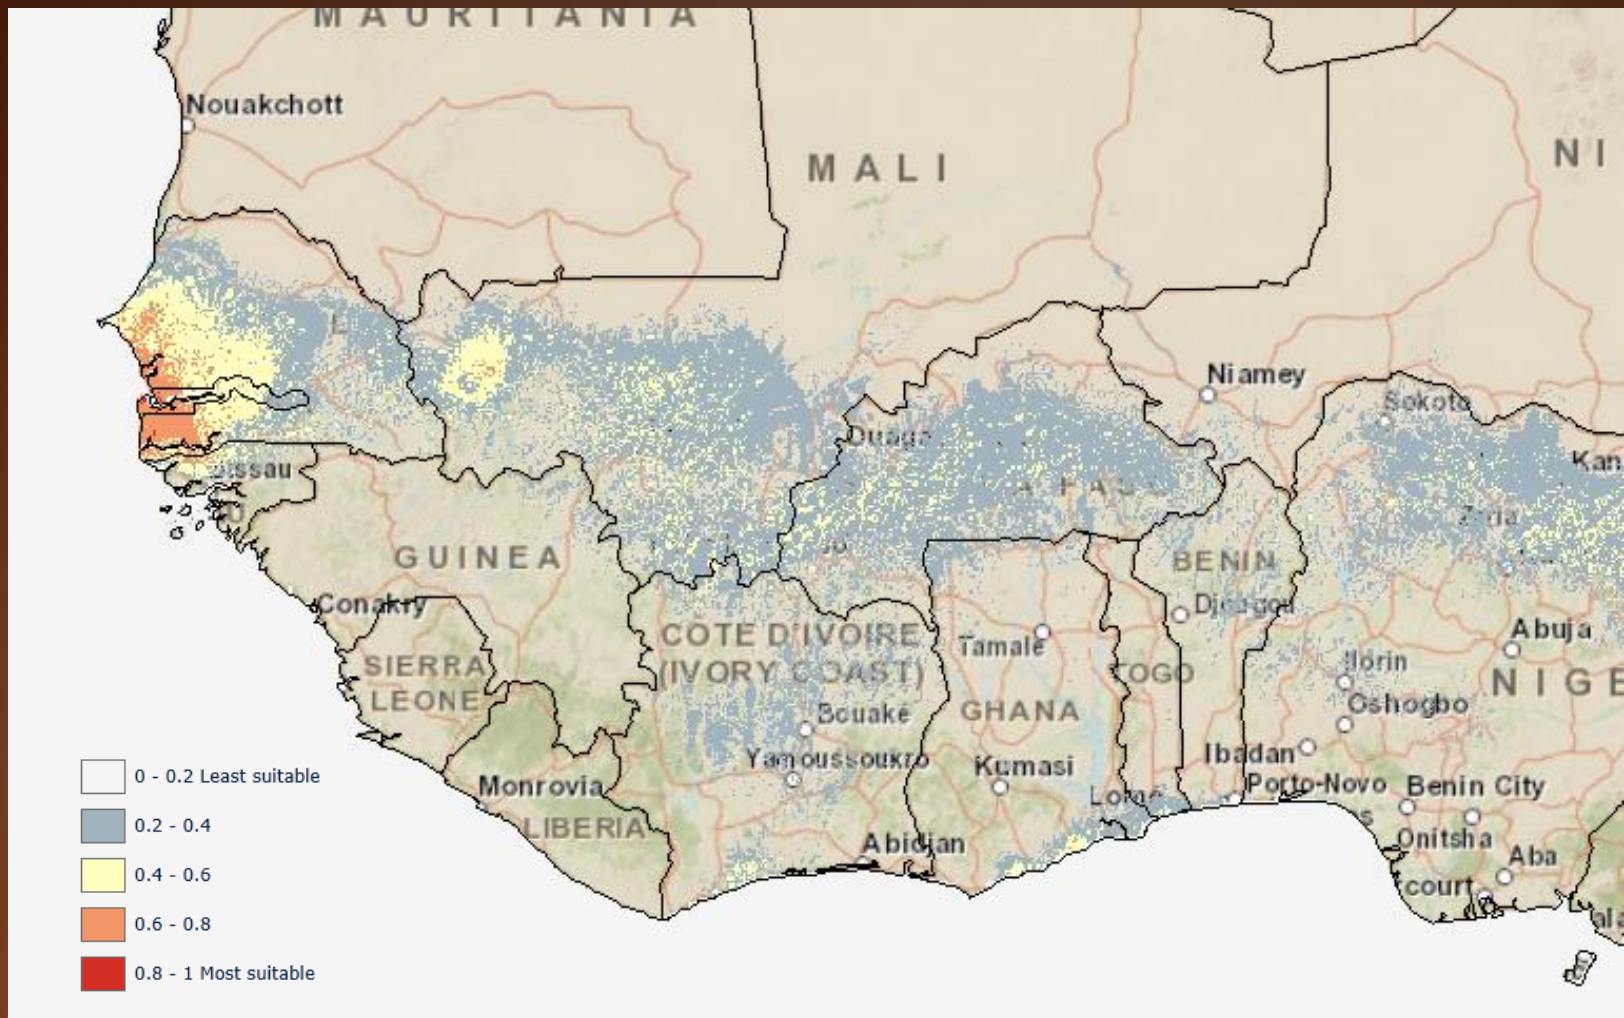 MAURITANIA
Nouakchott
MALI
NI
Niamey
Sokoto
Ouaga
Kan
BENIN
GUINEA
Djougou
Conakry
Abuja
COTE D'IVOIRE
(IVORY COAST)
Tamale
SIERRA
LEONE
TOGO
Ilorin
NIGE
Oshogbo
Bouaké
GHANA
Yamoussoukro
Kumasi
Ibadan
Monrovia
Lomé
Porto-Novo
Benin City
LIBERIA
Abidjan
Onitsha
Aba
court
0 - 0.2 Least suitable
0.2 - 0.4
0.4 - 0.6
0.6 - 0.8
0.8 - 1 Most suitable